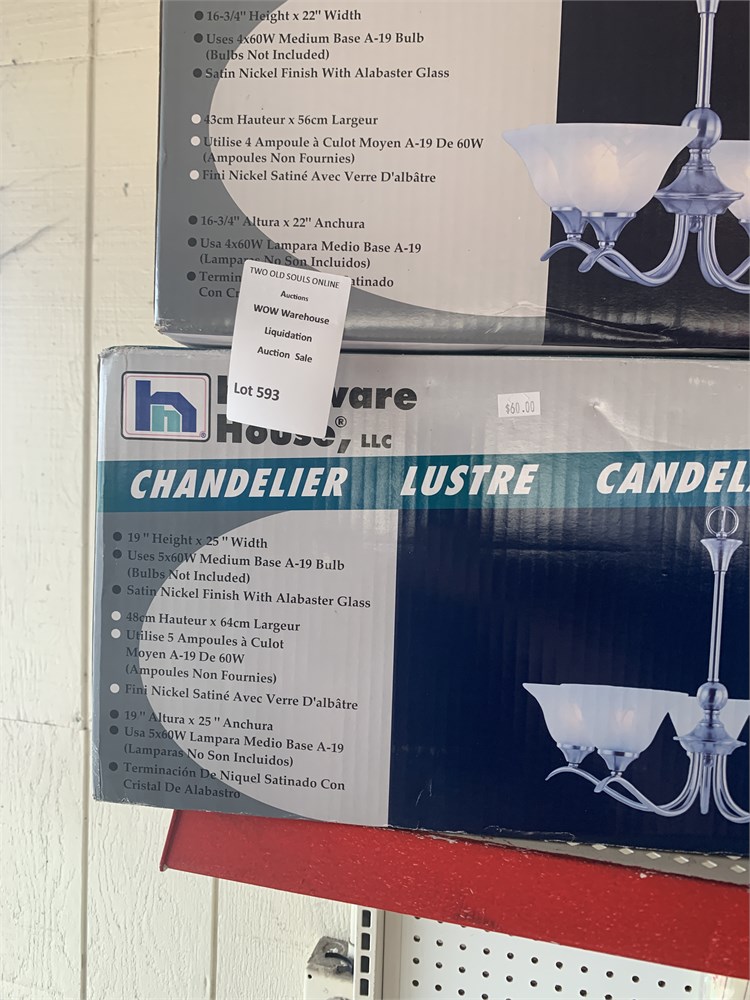 16-3/4" Height x 22" Width
Uses 4x60W Medium Base A-19 Bulb
(Bulbs Not Included)
Satin Nickel Finish With Alabaster Glass
43cm Hauteur x 56cm Largeur
Utilise 4 Ampoule à Culot Moyen A-19 De 60W
(Ampoules Non Fournies)
Fini Nickel Satiné Avec Verre D'albâtre
16-3/4" Altura x 22" Anchura
Usa 4x60W Lampara Medio Base A-19
(Lamparas No Son Incluidos)
TWO OLD SOULS ONLINE
Auctions
WOW Warehouse
Liquidation
Auction Sale
Lot 593
House®, LLC
$60.00
CHANDELIER LUSTRE
19" Height x 25" Width
Uses 5x60W Medium Base A-19 Bulb
(Bulbs Not Included)
Satin Nickel Finish With Alabaster Glass
48cm Hauteur x 64cm Largeur
Utilise 5 Ampoules à Culot
Moyen A-19 De 60W
(Ampoules Non Fournies)
Fini Nickel Satiné Avec Verre D'albâtre
19" Altura x 25" Anchura
Usa 5x60W Lampara Medio Base A-19
(Lamparas No Son Incluidos)
Terminación De Niquel Satinado Con
Cristal De Alabastro